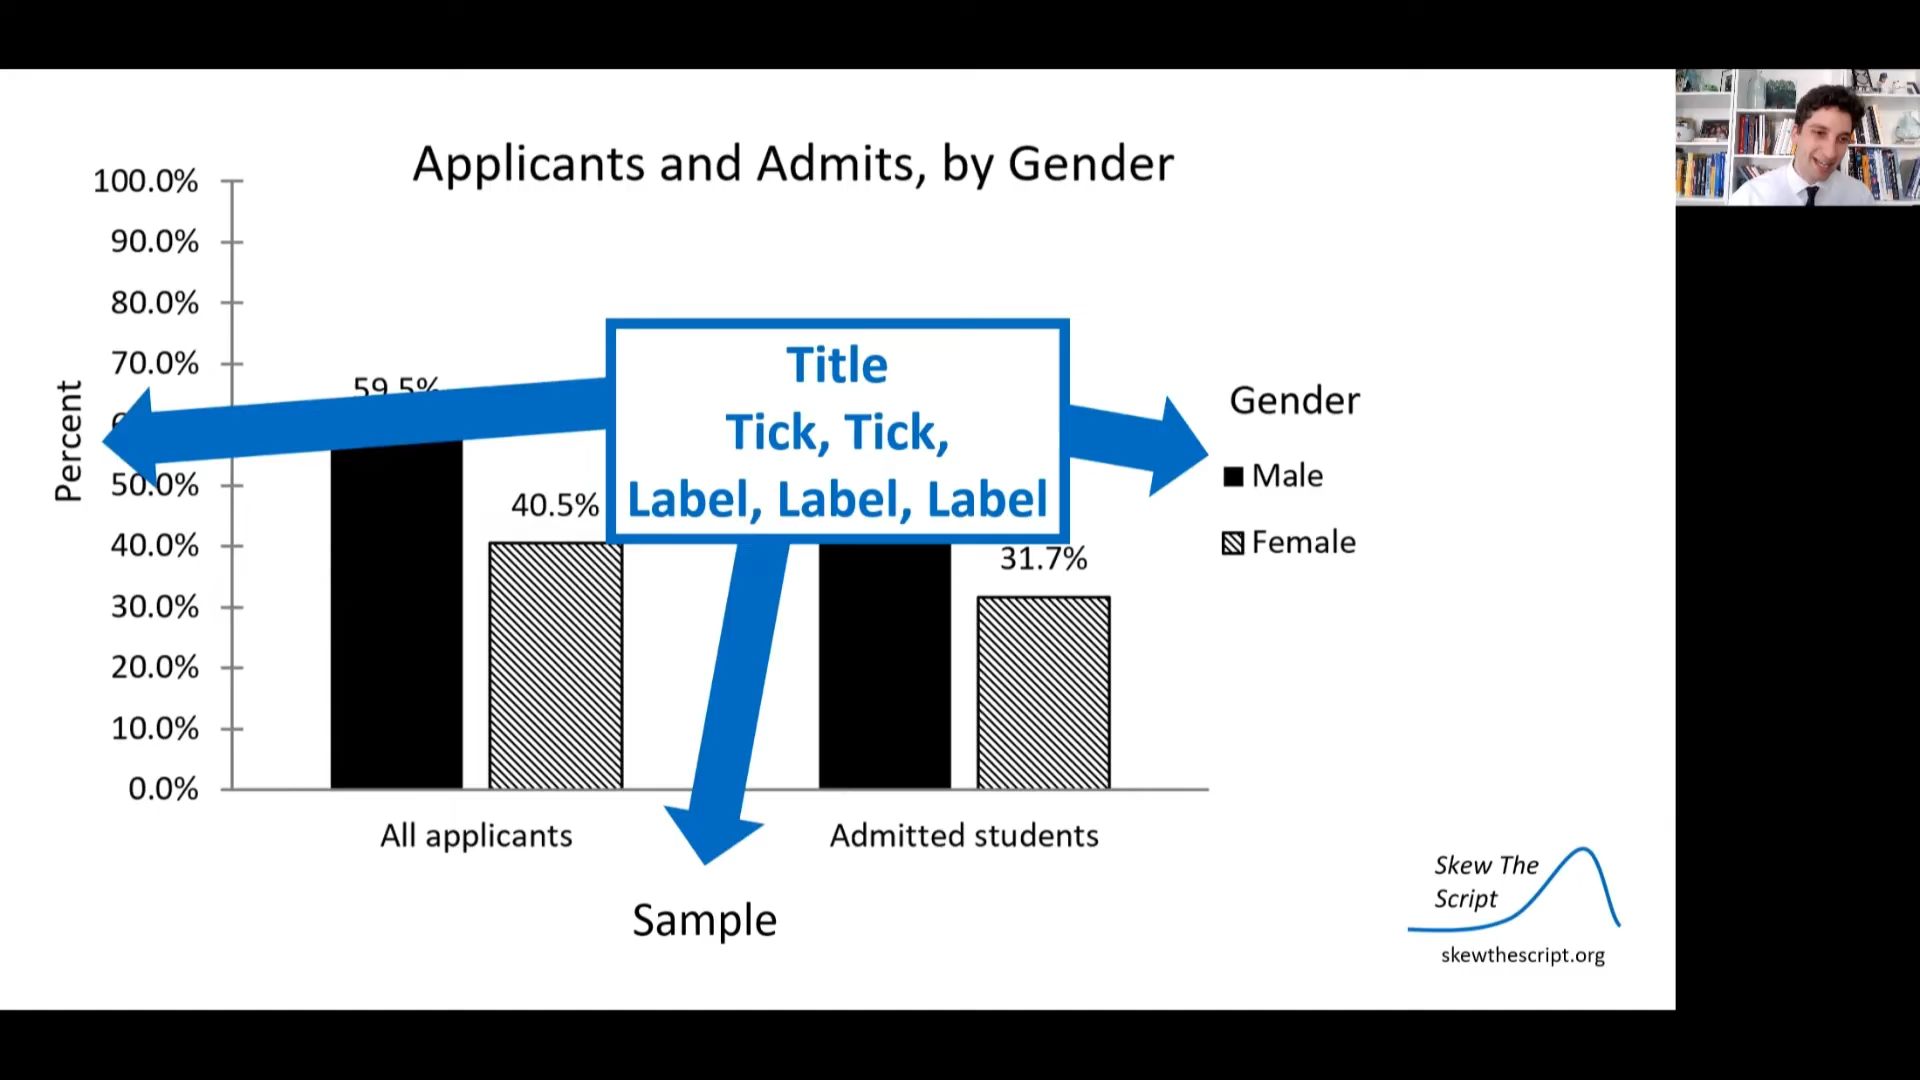 Applicants and Admits, by Gender
100.0%
90.0%
80.0%
70.0%
50.0%
40.0%
30.0%
20.0%
10.0%
0.0%
Percent
59.5%
40.5%
31.7%
Title
Tick, Tick,
Label, Label, Label
Gender
Male
Female
All applicants
Admitted students
Sample
Skew The
Script
skewthescript.org